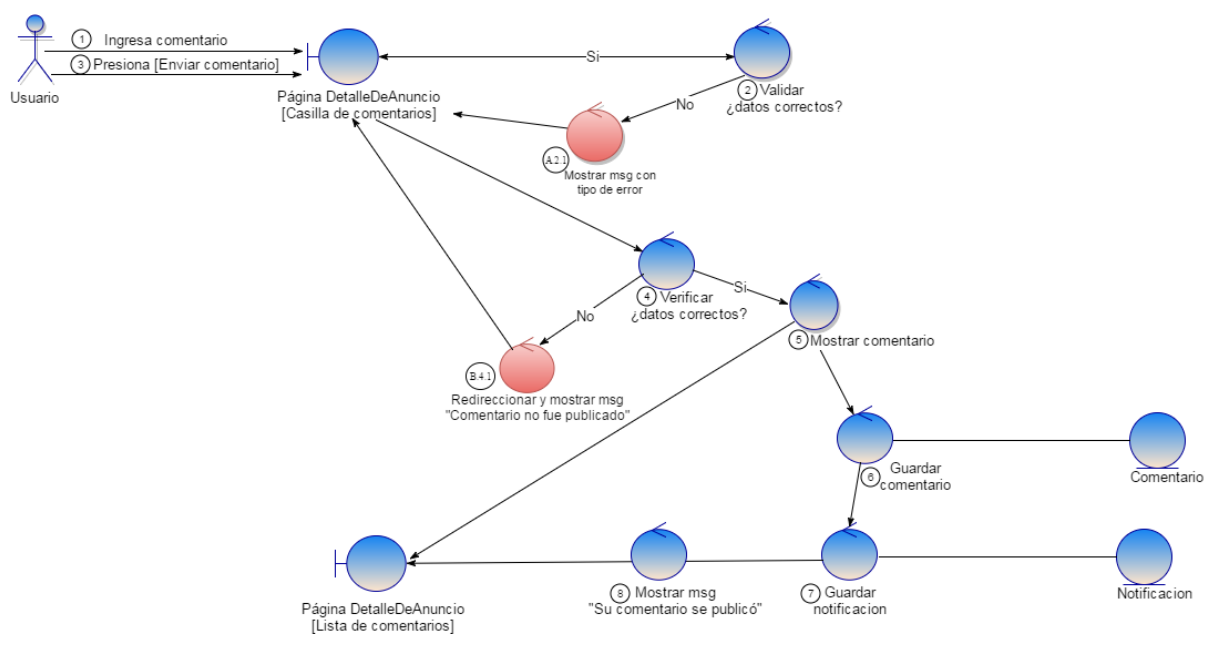 1 Ingresa comentario
3 Presiona [Enviar comentario]
Usuario
Página DetalleDeAnuncio
[Casilla de comentarios]
Si
2 Validar
¿datos correctos?
No
A.2.1
Mostrar msg con
tipo de error
4 Verificar
¿datos correctos?
Si
No
5 Mostrar comentario
B.4.1
Redireccionar y mostrar msg
"Comentario no fue publicado"
6 Guardar
comentario
Comentario
Página DetalleDeAnuncio
[Lista de comentarios]
8 Mostrar msg
"Su comentario se publicó"
7 Guardar
notificacion
Notificacion